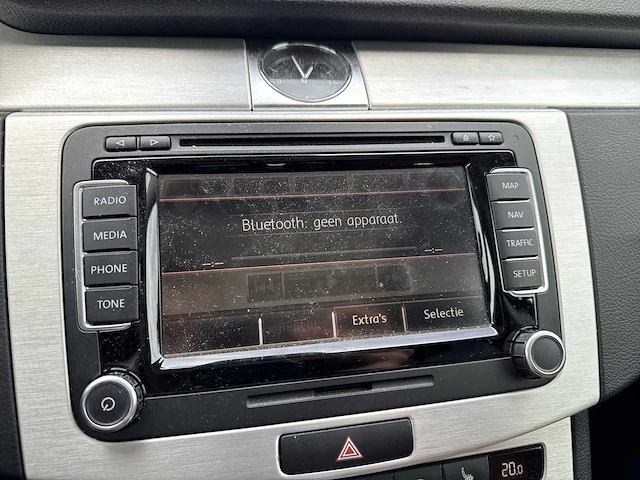 RADIO
MEDIA
PHONE
TONE
MAP
NAV
TRAFFIC
SETUP
Bluetooth: geen apparaat.
Extra's
Selectie
20.0